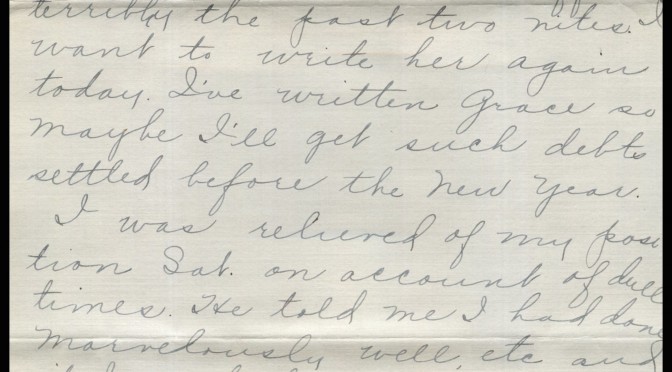 terribly the past two nites. I
want to write her again
today. I've written Grace so
maybe I'll get such debts
settled before the New Year.
I was relieved of my posi
tion Sat. on account of dull
times. He told me I had done
marvelously well, etc and